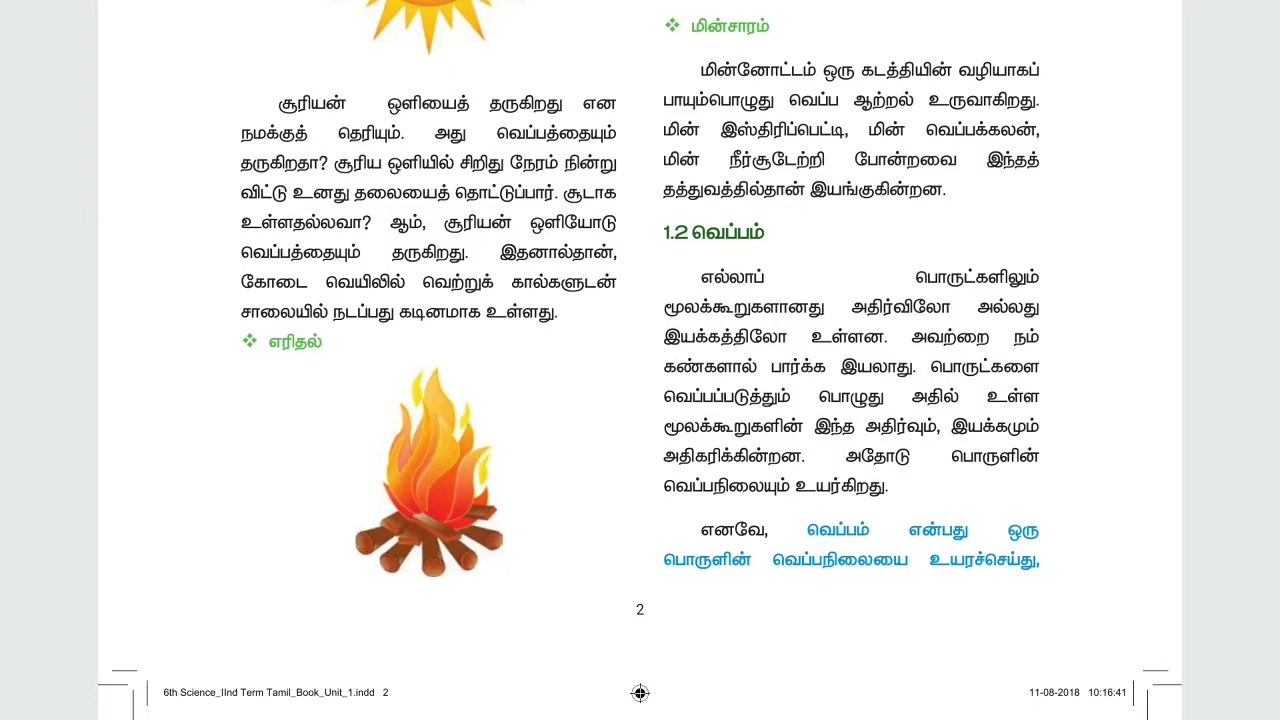 சூரியன் ஒளியைத் தருகிறது என
நமக்குத் தெரியும். அது வெப்பத்தையும்
தருகிறதா? சூரிய ஒளியில் சிறிது நேரம் நின்று
விட்டு உனது தலையைத் தொட்டுப்பார். சூடாக
உள்ளதல்லவா? ஆம், சூரியன் ஒளியோடு
வெப்பத்தையும் தருகிறது. இதனால்தான்,
கோடை வெயிலில் வெற்றுக் கால்களுடன்
சாலையில் நடப்பது கடினமாக உள்ளது.
❖ எரிதல்
❖ மின்சாரம்
மின்னோட்டம் ஒரு கடத்தியின் வழியாகப்
பாயும்பொழுது வெப்ப ஆற்றல் உருவாகிறது.
மின் இஸ்திரிப்பெட்டி, மின் வெப்பக்கலன்,
மின் நீர்சூடேற்றி போன்றவை இந்தத்
தத்துவத்தில்தான் இயங்குகின்றன.
1.2 வெப்பம்
எல்லாப் பொருட்களிலும்
மூலக்கூறுகளானது அதிர்விலோ அல்லது
இயக்கத்திலோ உள்ளன. அவற்றை நம்
கண்களால் பார்க்க இயலாது. பொருட்களை
வெப்பப்படுத்தும் பொழுது அதில் உள்ள
மூலக்கூறுகளின் இந்த அதிர்வும், இயக்கமும்
அதிகரிக்கின்றன. அதோடு பொருளின்
வெப்பநிலையும் உயர்கிறது.
எனவே, வெப்பம் என்பது ஒரு
பொருளின் வெப்பநிலையை உயரச்செய்து,
2
6th Science_IInd Term Tamil_Book_Unit_1.indd 2
11-08-2018 10:16:41